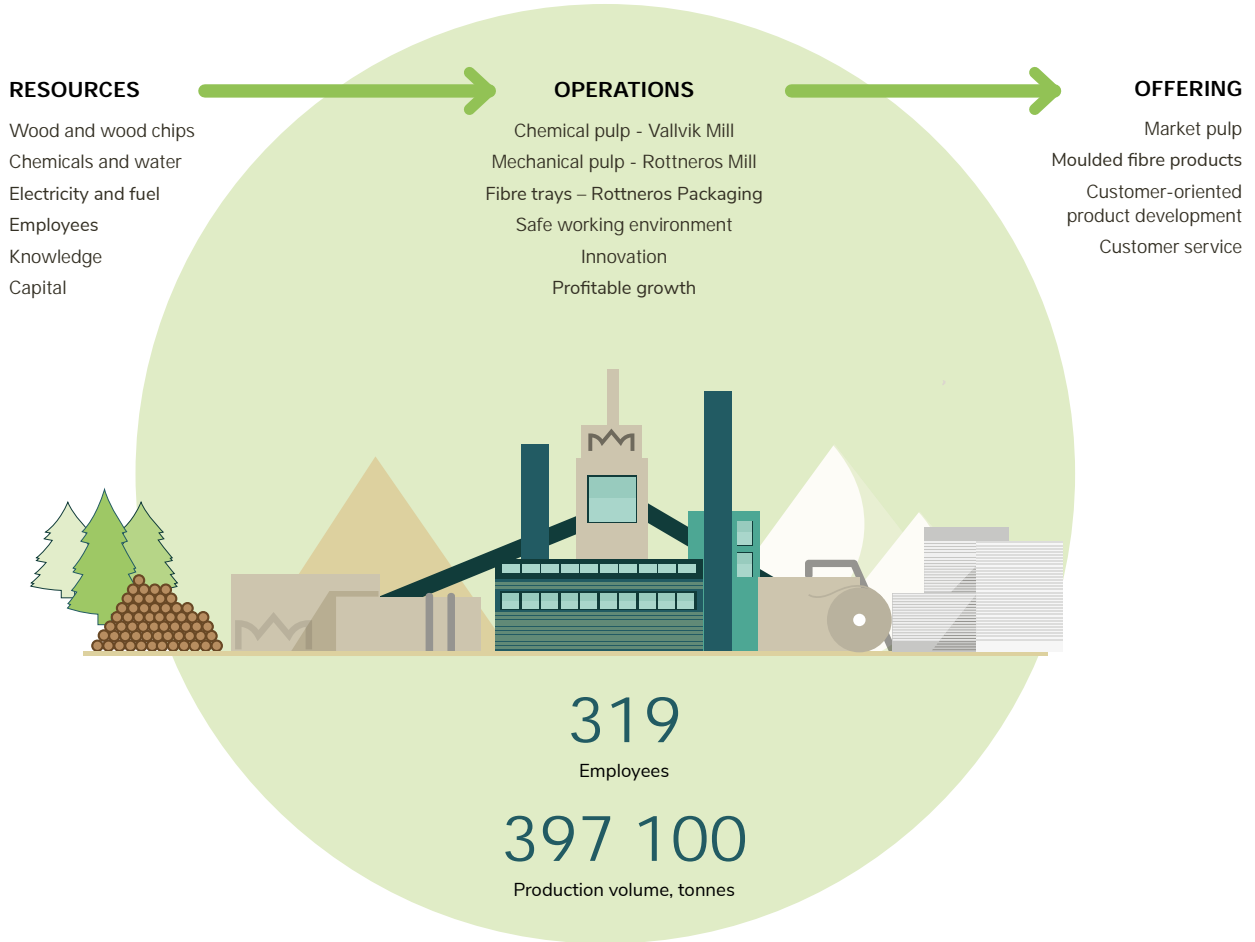 RESOURCES
Wood and wood chips
Chemicals and water
Electricity and fuel
Employees
Knowledge
Capital
OPERATIONS
Chemical pulp - Vallvik Mill
Mechanical pulp - Rottneros Mill
Fibre trays – Rottneros Packaging
Safe working environment
Innovation
Profitable growth
OFFERING
Market pulp
Moulded fibre products
Customer-oriented
product development
Customer service
319
Employees
397 100
Production volume, tonnes